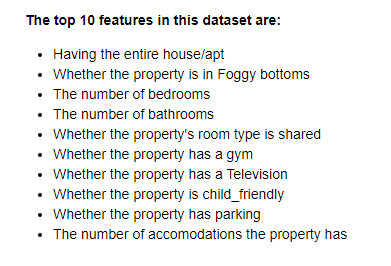 The top 10 features in this dataset are:
Having the entire house/apt
Whether the property is in Foggy bottoms
The number of bedrooms
The number of bathrooms
Whether the property's room type is shared
Whether the property has a gym
Whether the property has a Television
Whether the property is child_friendly
Whether the property has parking
The number of accomodations the property has